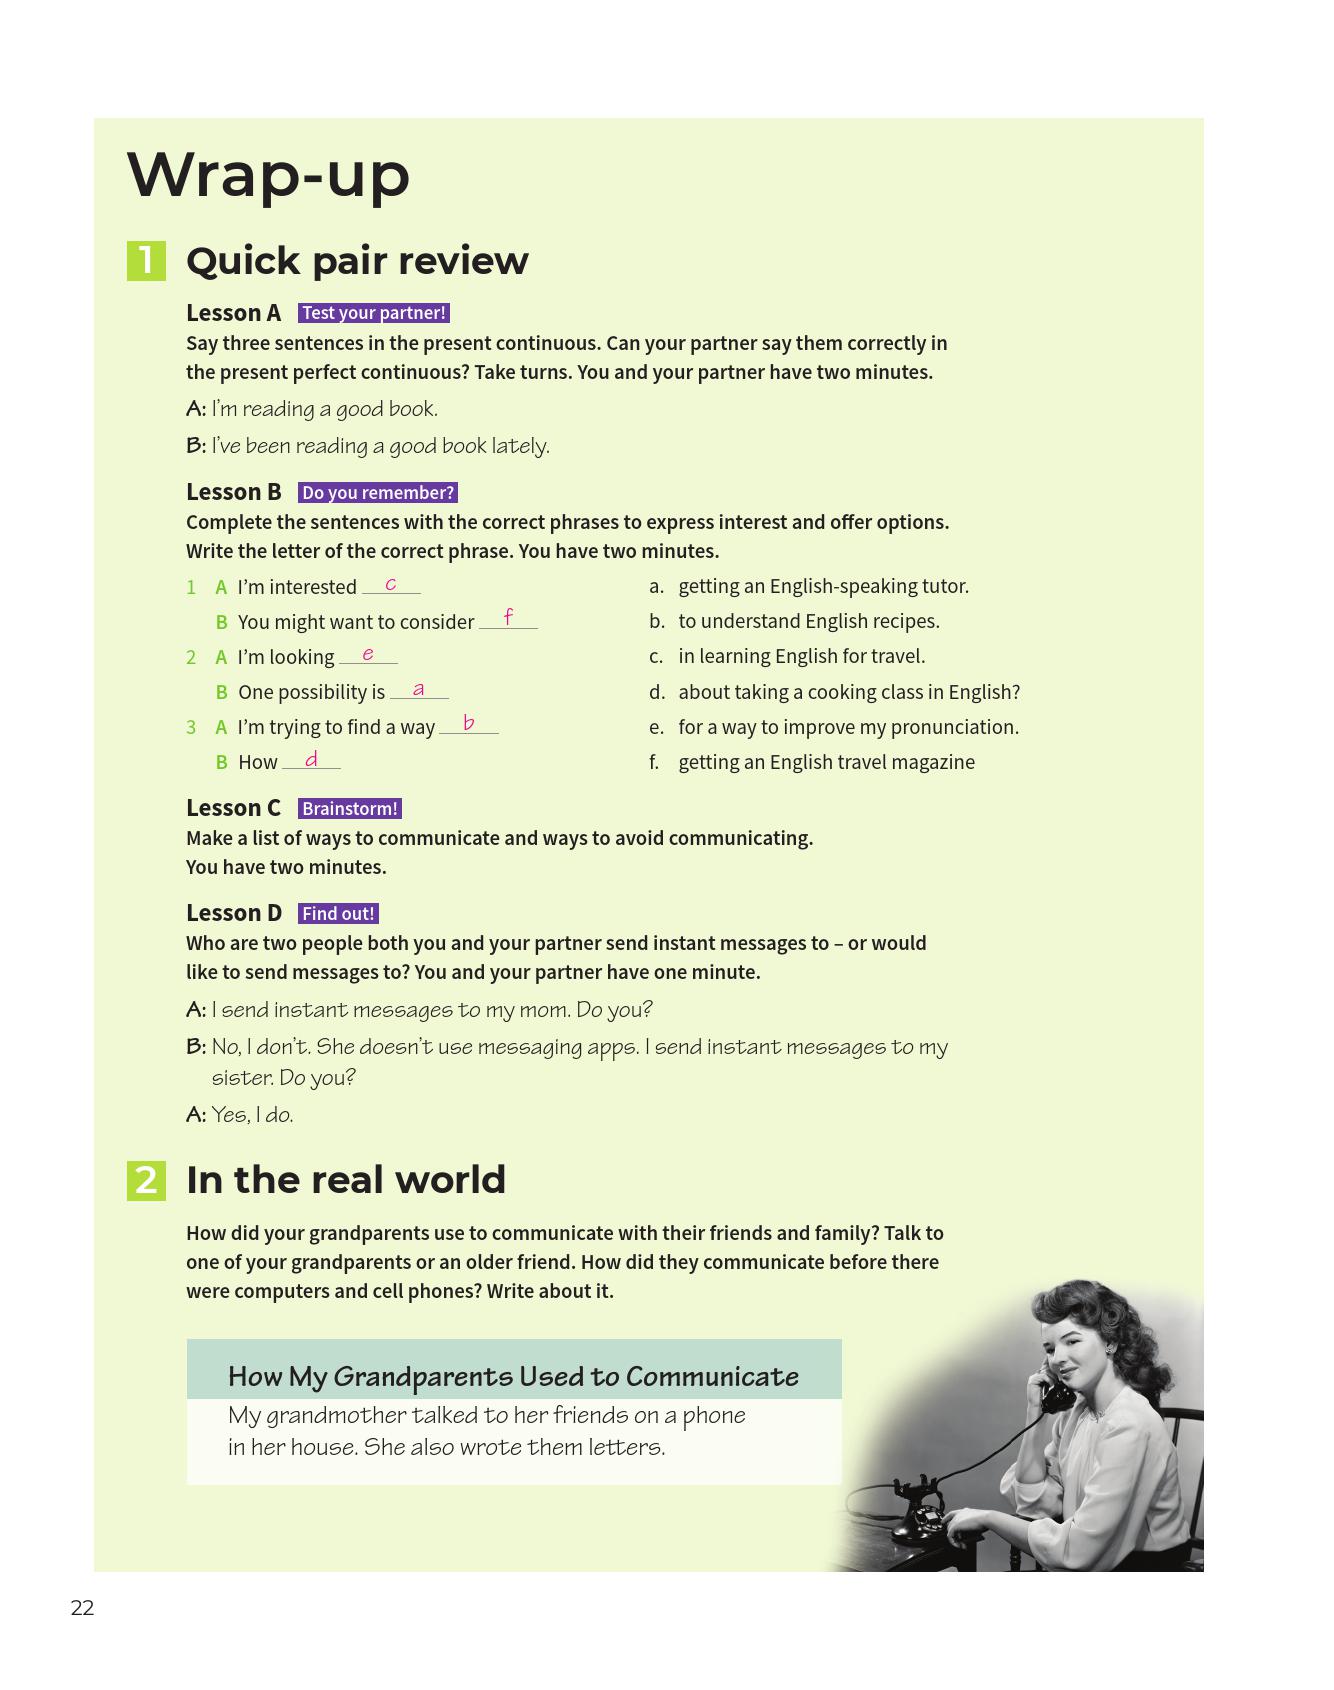 Wrap-up
1 Quick pair review
Lesson A Test your partner!
Say three sentences in the present continuous. Can your partner say them correctly in
the present perfect continuous? Take turns. You and your partner have two minutes.
A: I'm reading a good book.
B: I've been reading a good book lately.
Lesson B Do you remember?
Complete the sentences with the correct phrases to express interest and offer options.
Write the letter of the correct phrase. You have two minutes.
1 A I'm interested c
B You might want to consider f
2 A I'm looking e
B One possibility is a
3 A I'm trying to find a way b
B How d
a. getting an English-speaking tutor.
b. to understand English recipes.
c. in learning English for travel.
d. about taking a cooking class in English?
e. for a way to improve my pronunciation.
f. getting an English travel magazine
Lesson C Brainstorm!
Make a list of ways to communicate and ways to avoid communicating.
You have two minutes.
Lesson D Find out!
Who are two people both you and your partner send instant messages to – or would
like to send messages to? You and your partner have one minute.
A: I send instant messages to my mom. Do you?
B: No, I don't. She doesn't use messaging apps. I send instant messages to my
sister. Do you?
A: Yes, I do.
2 In the real world
How did your grandparents use to communicate with their friends and family? Talk to
one of your grandparents or an older friend. How did they communicate before there
were computers and cell phones? Write about it.
How My Grandparents Used to Communicate
My grandmother talked to her friends on a phone
in her house. She also wrote them letters.
22